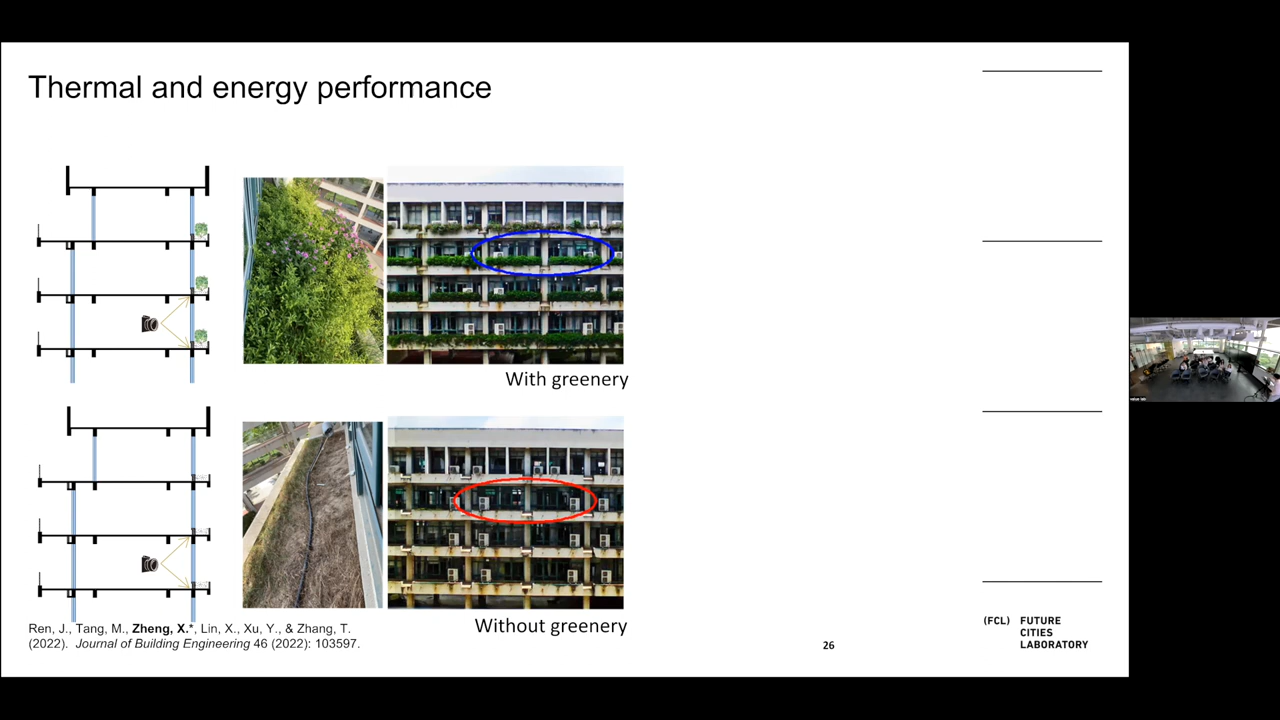 Thermal and energy performance
With greenery
Without greenery
Ren, J., Tang, M., Zheng, X.*, Lin, X., Xu, Y., & Zhang, T.
(2022). Journal of Building Engineering 46 (2022): 103597.
26
(FCL) FUTURE
CITIES
LABORATORY